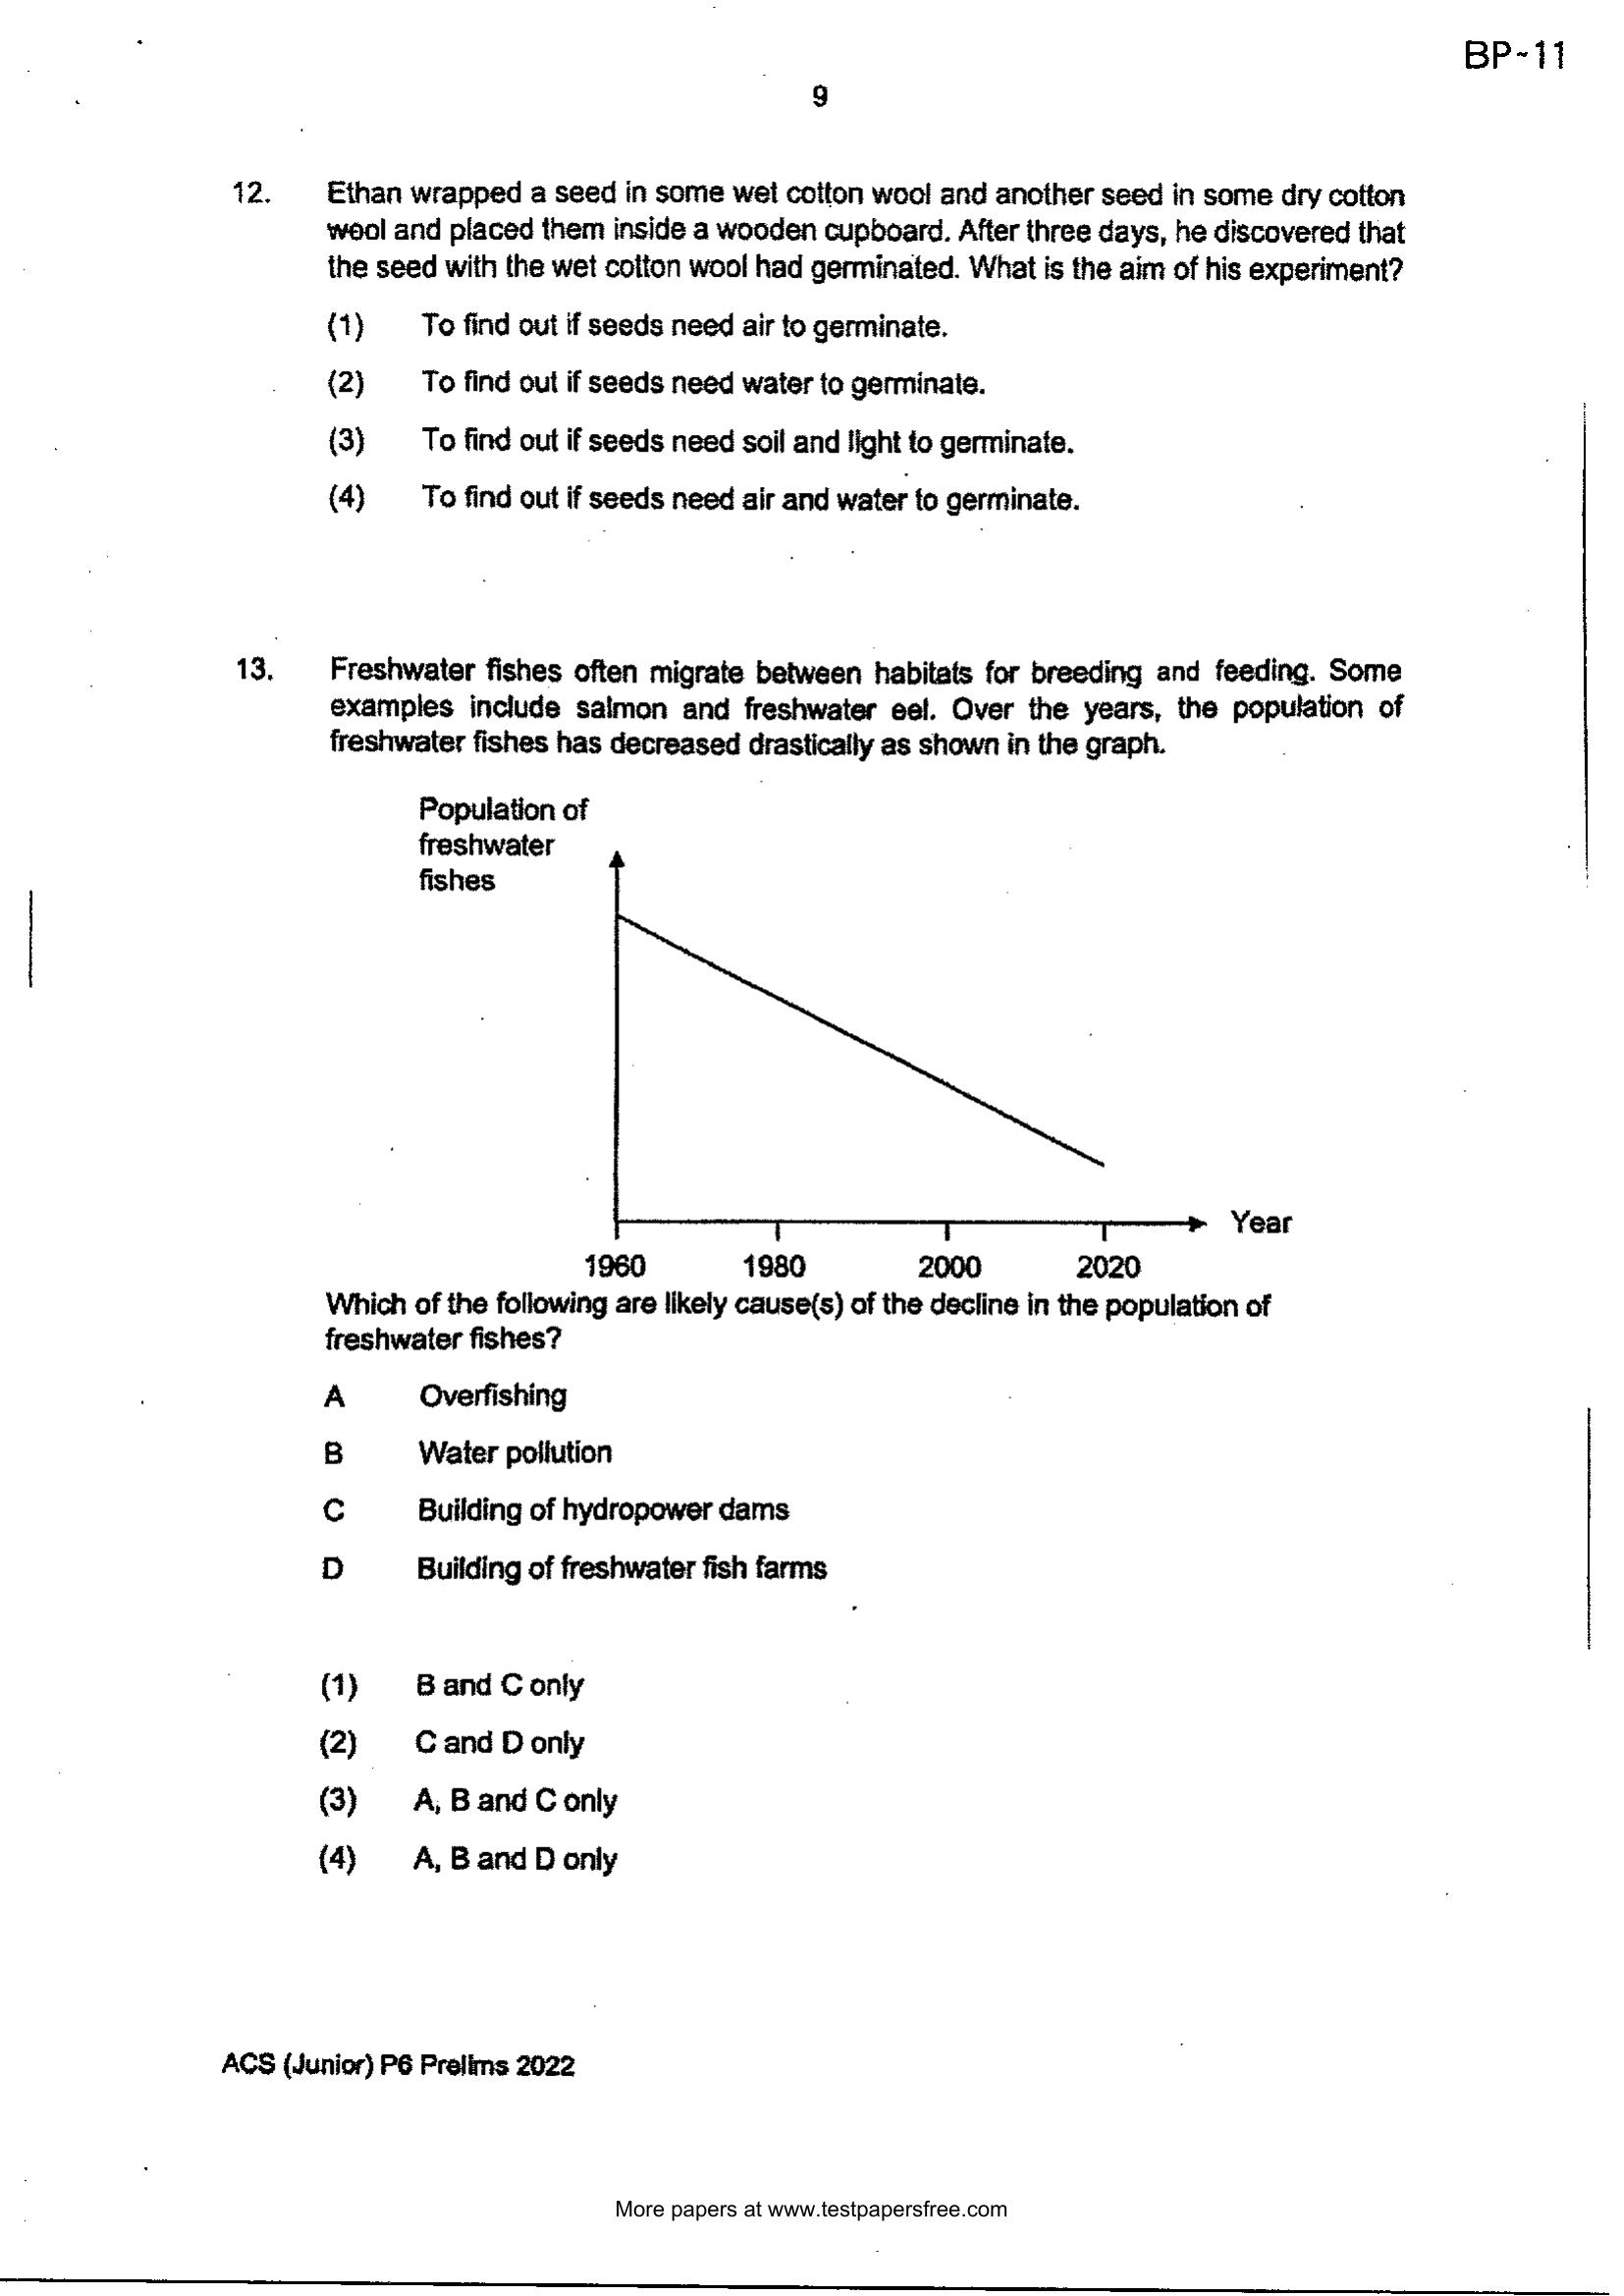 BP-11
9
12. Ethan wrapped a seed in some wet cotton wool and another seed in some dry cotton
wool and placed them inside a wooden cupboard. After three days, he discovered that
the seed with the wet cotton wool had germinated. What is the aim of his experiment?
(1) To find out if seeds need air to germinate.
(2) To find out if seeds need water to germinate.
(3) To find out if seeds need soil and light to germinate.
(4) To find out if seeds need air and water to germinate.
13. Freshwater fishes often migrate between habitats for breeding and feeding. Some
examples include salmon and freshwater eel. Over the years, the population of
freshwater fishes has decreased drastically as shown in the graph.
Population of
freshwater
fishes
Year
1960 1980 2000 2020
Which of the following are likely cause(s) of the decline in the population of
freshwater fishes?
A Overfishing
B Water pollution
C Building of hydropower dams
D Building of freshwater fish farms
(1) B and C only
(2) C and D only
(3) A, B and C only
(4) A, B and D only
ACS (Junior) P6 Prelims 2022
More papers at www.testpapersfree.com